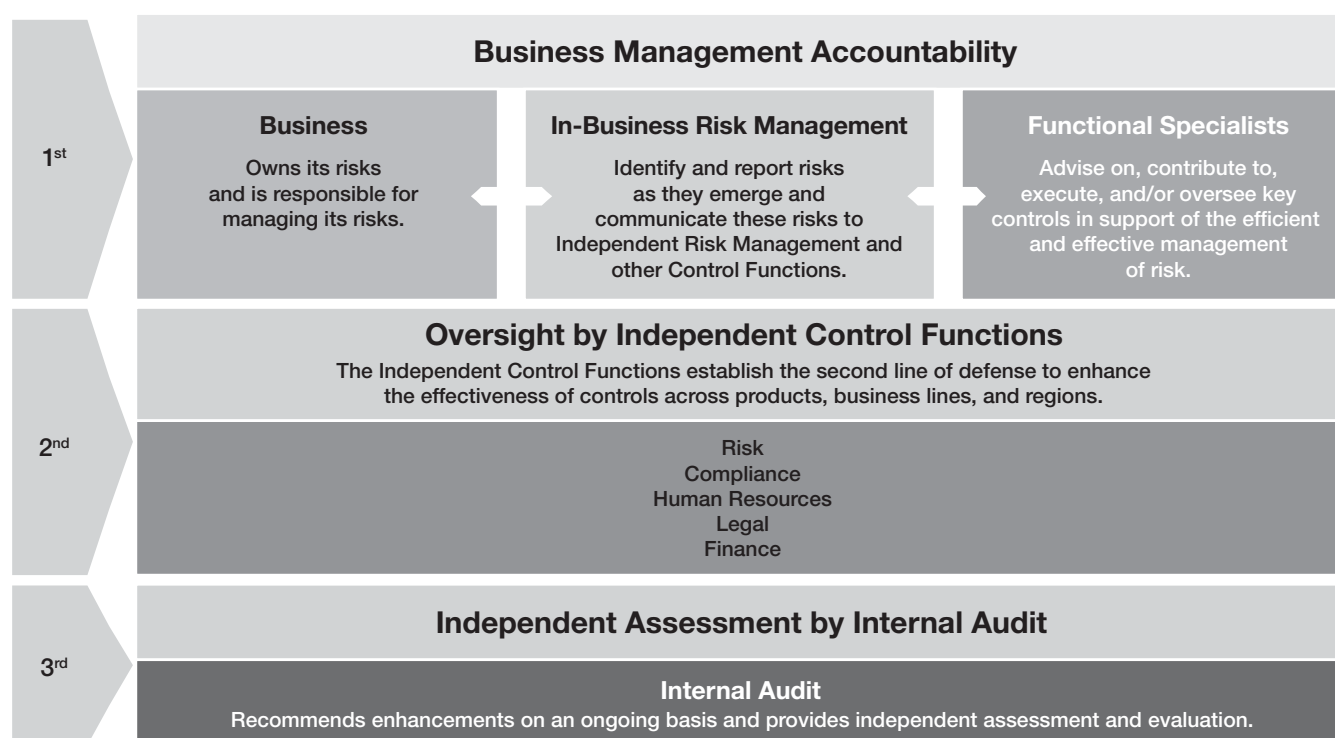 1st
Business Management Accountability
Business
Owns its risks
and is responsible for
managing its risks.
In-Business Risk Management
Identify and report risks
as they emerge and
communicate these risks to
Independent Risk Management and
other Control Functions.
Functional Specialists
Advise on, contribute to,
execute, and/or oversee key
controls in support of the efficient
and effective management
of risk.
2nd
Oversight by Independent Control Functions
The Independent Control Functions establish the second line of defense to enhance
the effectiveness of controls across products, business lines, and regions.
Risk
Compliance
Human Resources
Legal
Finance
3rd
Independent Assessment by Internal Audit
Internal Audit
Recommends enhancements on an ongoing basis and provides independent assessment and evaluation.